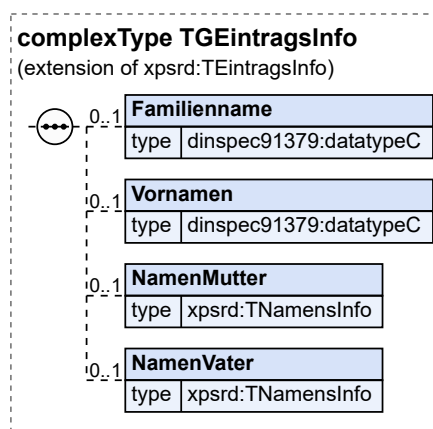 complexType TGEintragsInfo
(extension of xpsrd:TEintragsInfo)
0..1 Familienname
type dinspec91379:datatypeC
0..1 Vornamen
type dinspec91379:datatypeC
0..1 NamenMutter
type xpsrd:TNamensInfo
0..1 NamenVater
type xpsrd:TNamensInfo